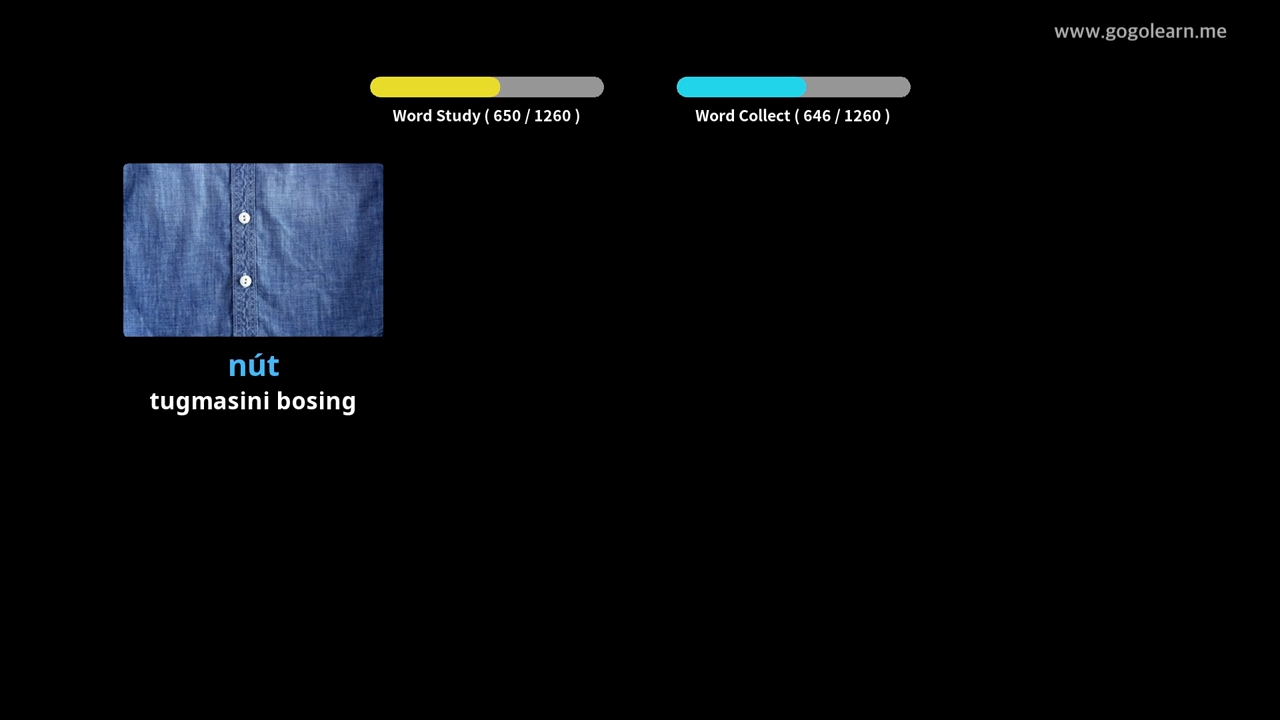 www.gogolearn.me
Word Study ( 650 / 1260 )
Word Collect ( 646 / 1260 )
nút
tugmasini bosing